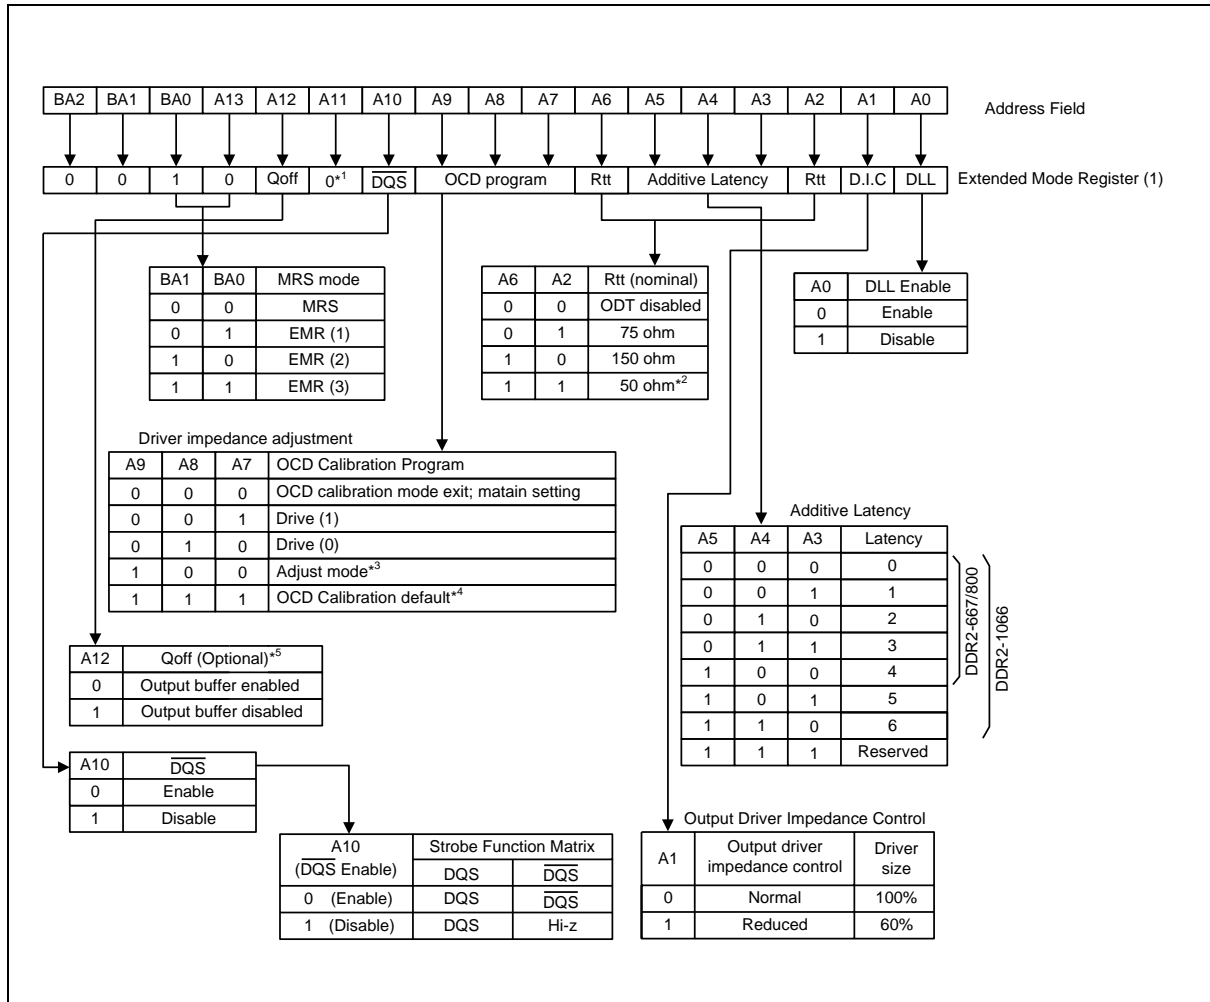 BA2 BA1 BA0 A13 A12 A11 A10 A9 A8 A7 A6 A5 A4 A3 A2 A1 A0
Address Field
0 0 1 0 Qoff 0*1 DQS OCD program Rtt Additive Latency Rtt D.I.C DLL
Extended Mode Register (1)
BA1 BA0 MRS mode
0 0 MRS
0 1 EMR (1)
1 0 EMR (2)
1 1 EMR (3)
A6 A2 Rtt (nominal)
0 0 ODT disabled
0 1 75 ohm
1 0 150 ohm
1 1 50 ohm*2
A0 DLL Enable
0 Enable
1 Disable
Driver impedance adjustment
A9 A8 A7 OCD Calibration Program
0 0 0 OCD calibration mode exit; matain setting
0 0 1 Drive (1)
0 1 0 Drive (0)
1 0 0 Adjust mode*3
1 1 1 OCD Calibration default*4
Additive Latency
A5 A4 A3 Latency
0 0 0 0
0 0 1 1
0 1 0 2
0 1 1 3
1 0 0 4
1 0 1 5
1 1 0 6
1 1 1 Reserved
DDR2-667/800
DDR2-1066
A12 Qoff (Optional)*5
0 Output buffer enabled
1 Output buffer disabled
A10 DQS
0 Enable
1 Disable
A10
(DQS Enable)
Strobe Function Matrix
DQS DQS
0 (Enable) DQS DQS
1 (Disable) DQS Hi-z
Output Driver Impedance Control
A1
Output driver
impedance control
Driver
size
0 Normal 100%
1 Reduced 60%